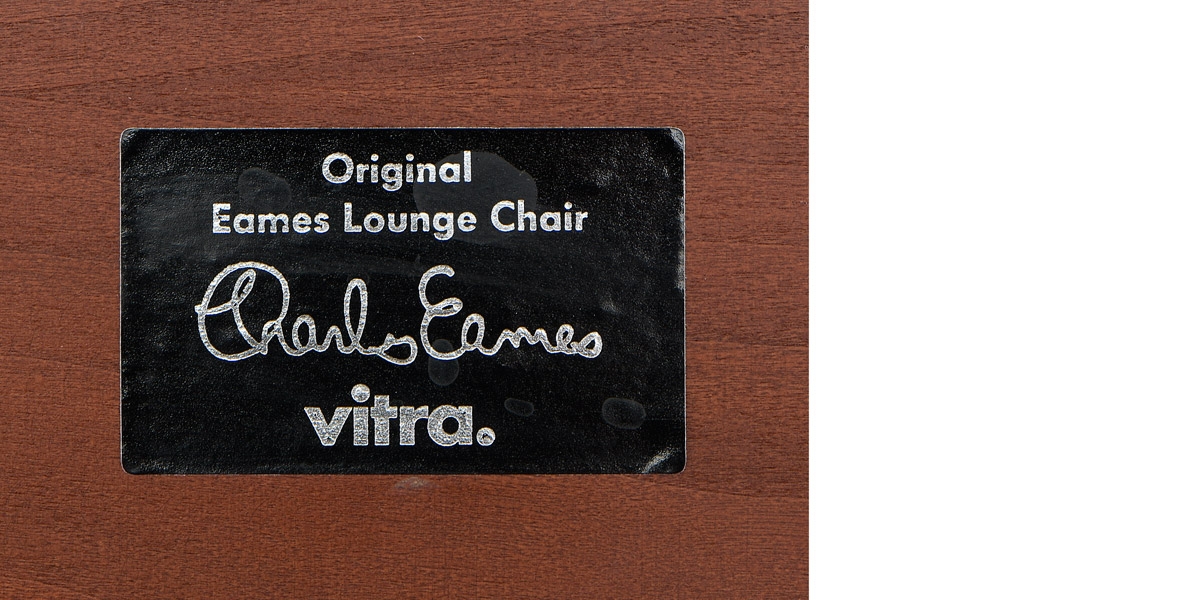 Original
Eames Lounge Chair
Charles Eames
vitra.